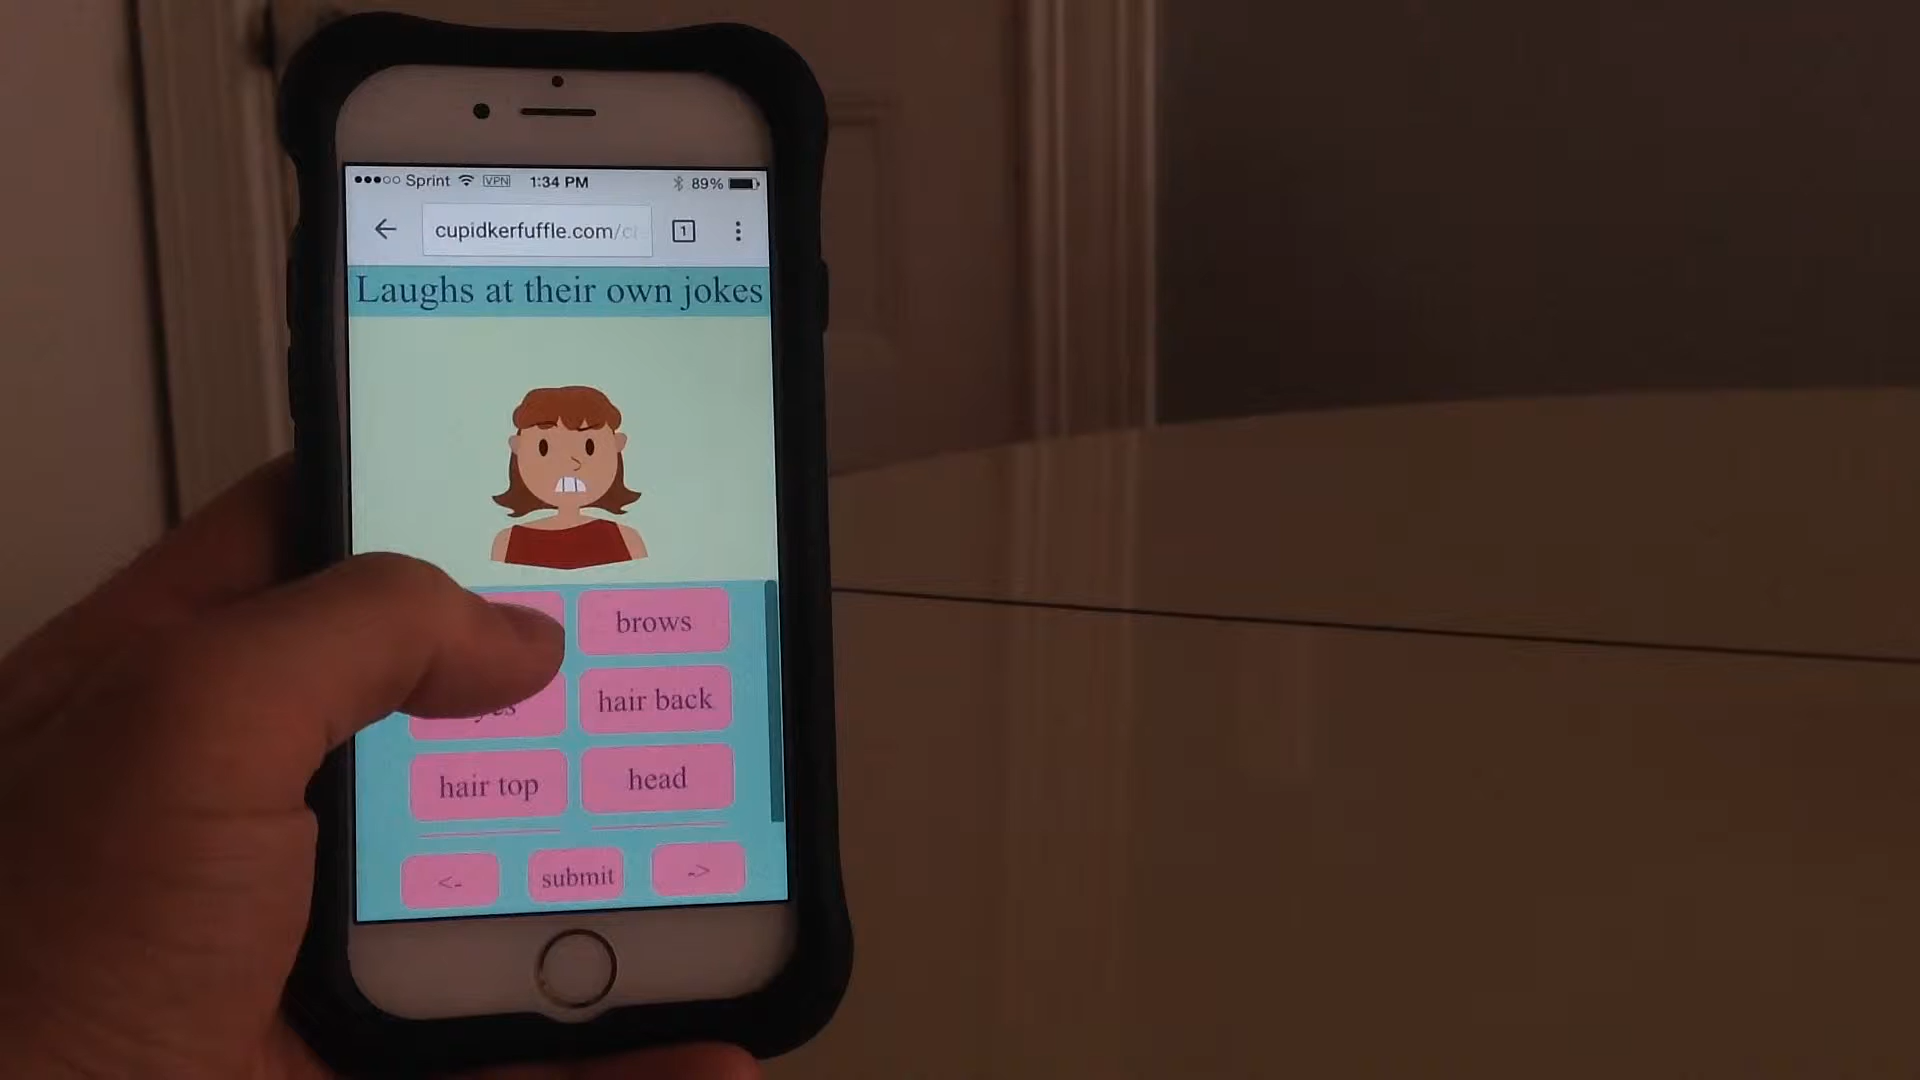 Sprint VPN 1:34 PM 89%
cupidkerfuffle.com/c
1
Laughs at their own jokes
brows
hair back
hair top head
<- submit ->